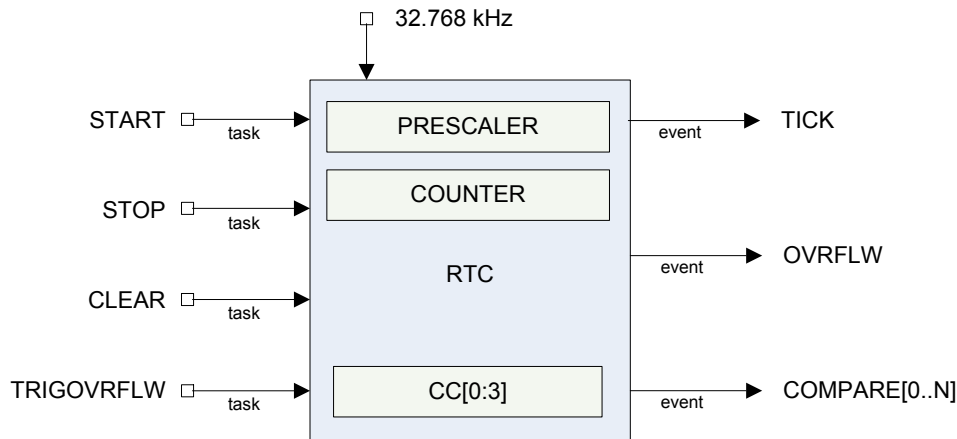 32.768 kHz
START
task
PRESCALER
event
TICK
STOP
task
COUNTER
RTC
event
OVRFLW
CLEAR
task
TRIGOVRFLW
task
CC[0:3]
event
COMPARE[0..N]